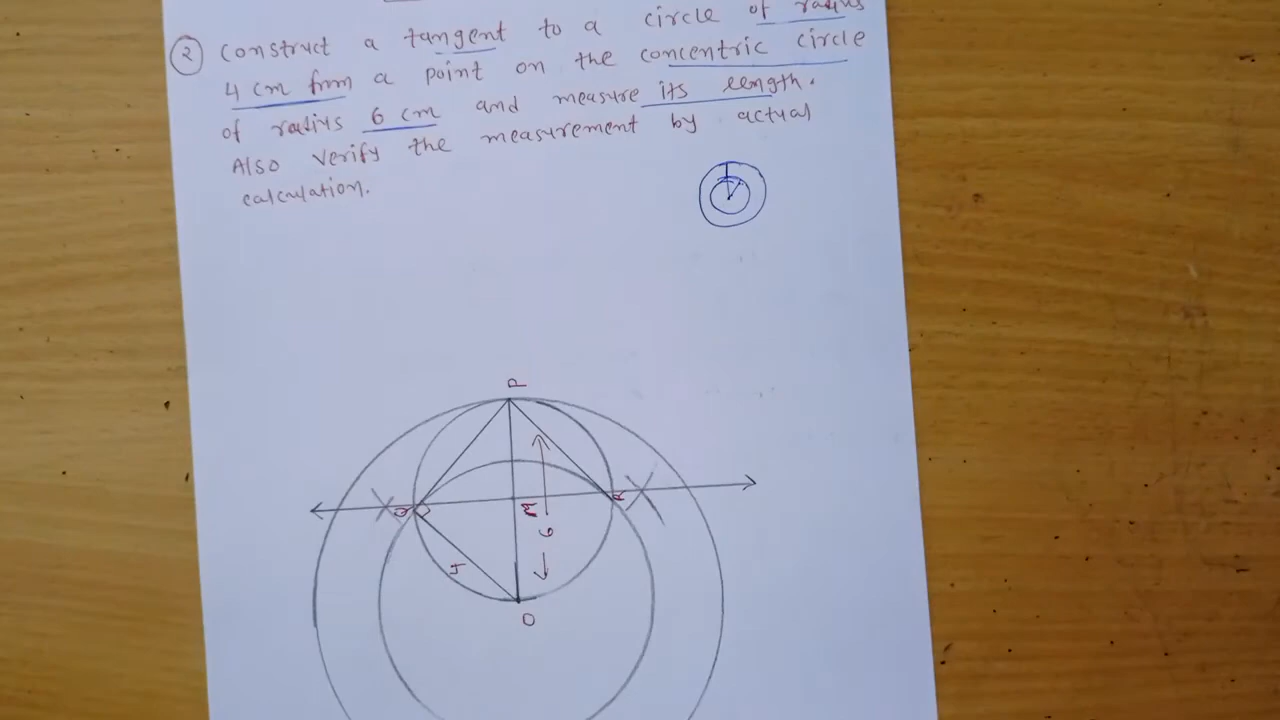 ② construct a tangent to a circle of radius
4 cm from a point on the concentric circle
of radius 6 cm and measure its length.
Also verify the measurement by actual
calculation.
P
Q
M
R
6
4
O